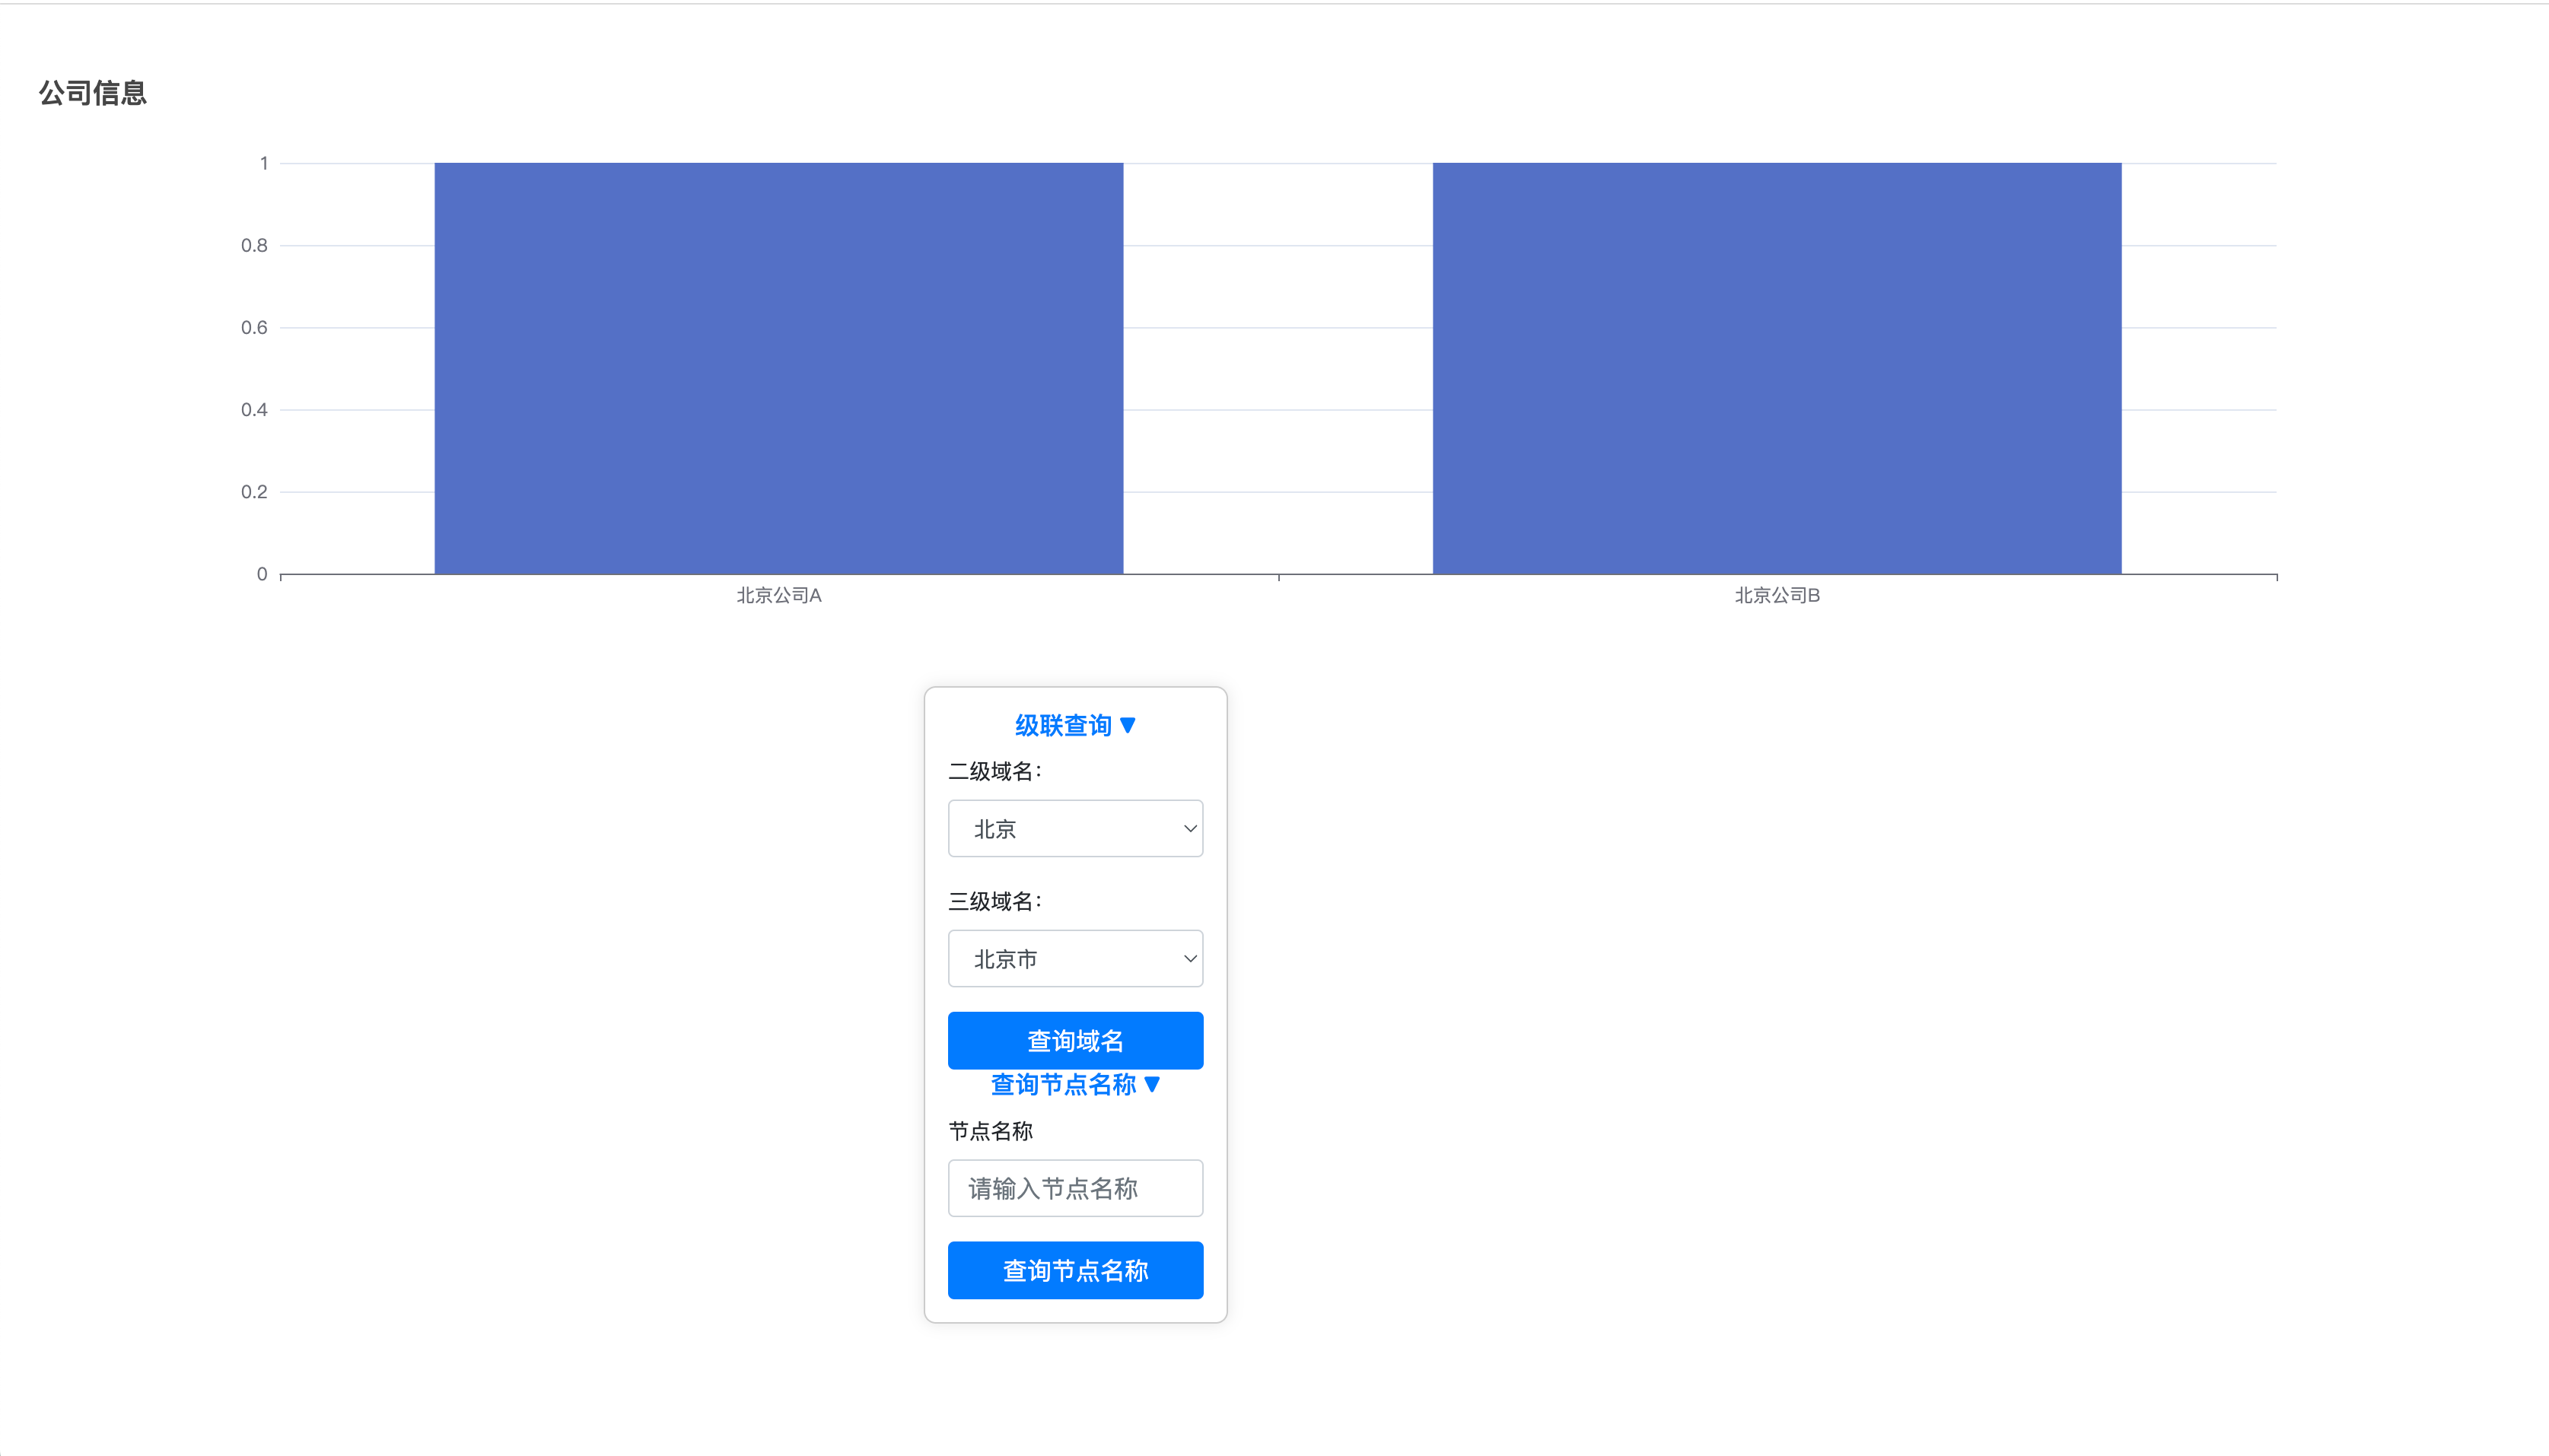 公司信息
1
0.8
0.6
0.4
0.2
0
北京公司A 北京公司B
级联查询 ▼
二级域名：
北京
三级域名：
北京市
查询域名
查询节点名称 ▼
节点名称
请输入节点名称
查询节点名称